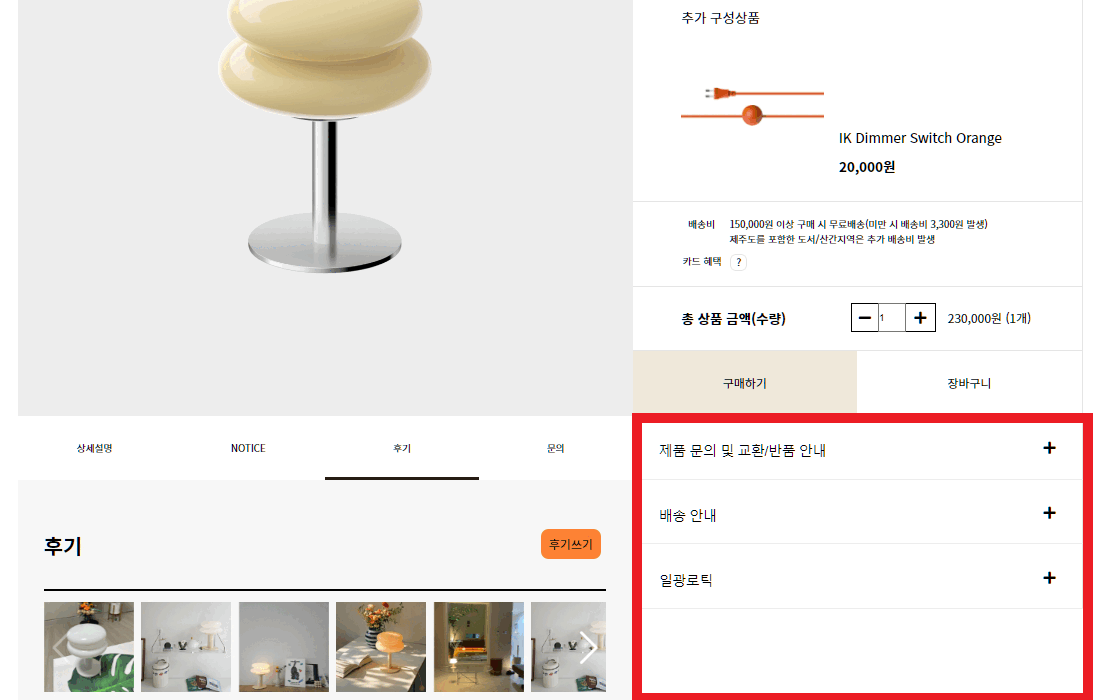 추가 구성상품
IK Dimmer Switch Orange
20,000원
배송비 150,000원 이상 구매 시 무료배송(미만 시 배송비 3,300원 발생)
제주도를 포함한 도서/산간지역은 추가 배송비 발생
카드 혜택 ?
총 상품 금액(수량) 1 230,000원 (1개)
구매하기 장바구니
상세설명 NOTICE 후기 문의
후기 후기쓰기
제품 문의 및 교환/반품 안내
배송 안내
일광로틱